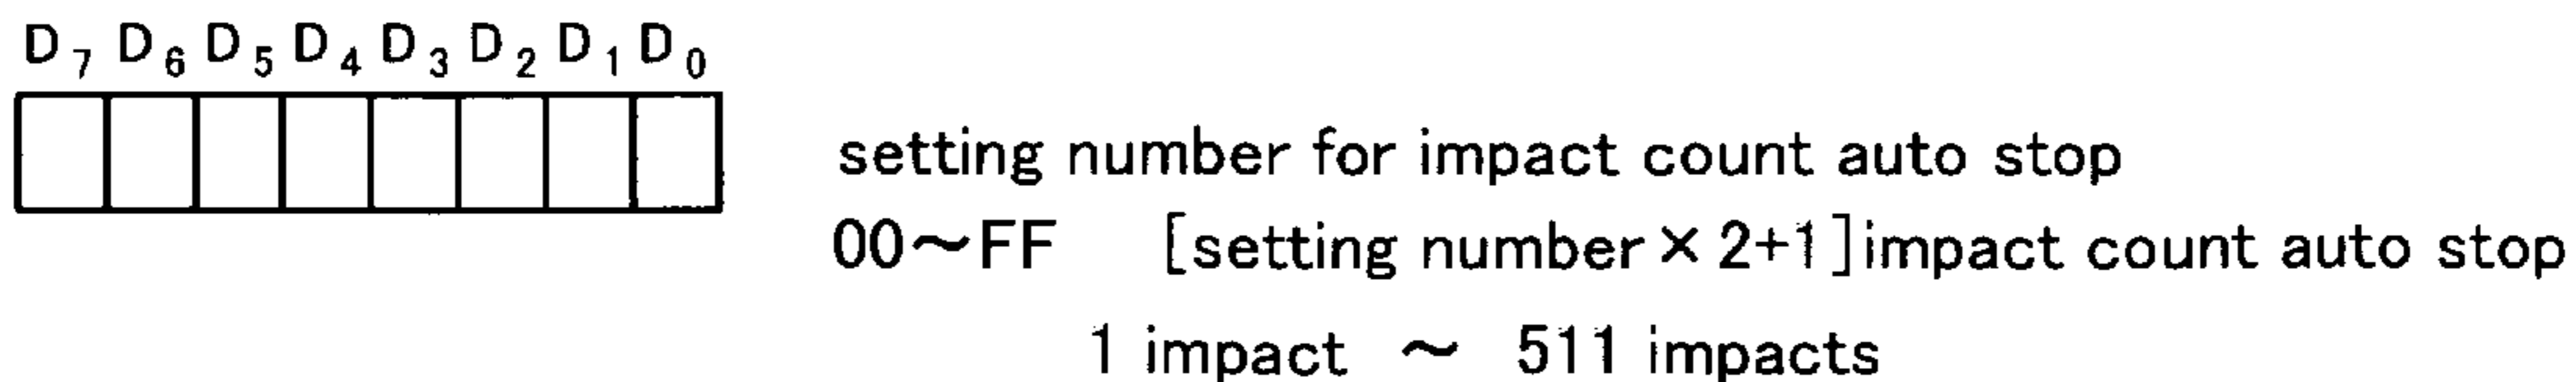 D₇ D₆ D₅ D₄ D₃ D₂ D₁ D₀
setting number for impact count auto stop
00～FF [setting number × 2+1]impact count auto stop
1 impact ～ 511 impacts